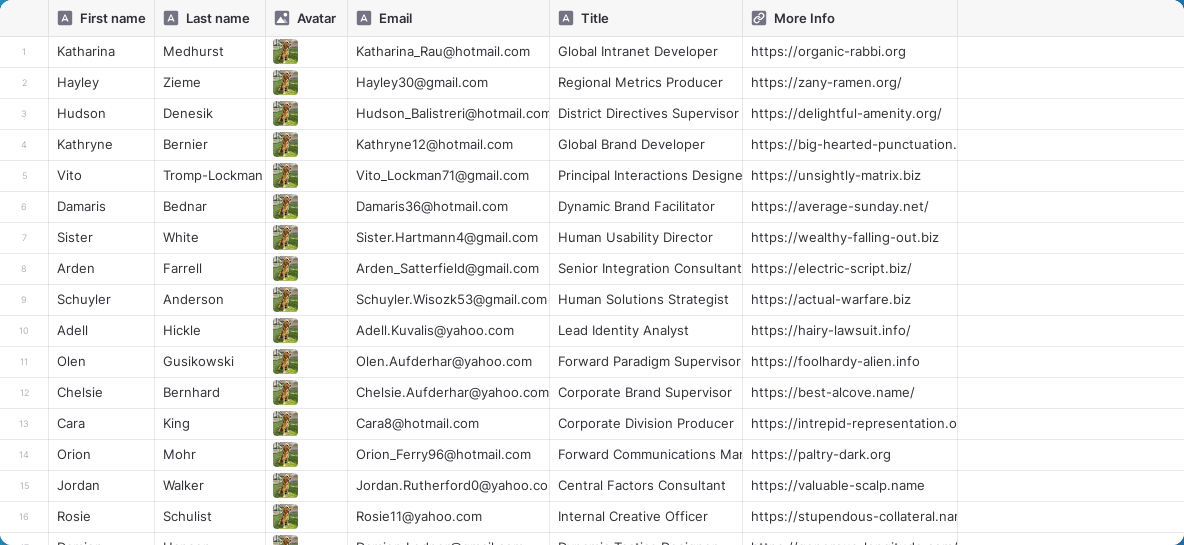 First name Last name Avatar Email Title More Info
1 Katharina Medhurst Katharina_Rau@hotmail.com Global Intranet Developer https://organic-rabbi.org
2 Hayley Zieme Hayley30@gmail.com Regional Metrics Producer https://zany-ramen.org/
3 Hudson Denesik Hudson_Balistreri@hotmail.com District Directives Supervisor https://delightful-amenity.org/
4 Kathryne Bernier Kathryne12@hotmail.com Global Brand Developer https://big-hearted-punctuation.
5 Vito Tromp-Lockman Vito_Lockman71@gmail.com Principal Interactions Designe https://unsightly-matrix.biz
6 Damaris Bednar Damaris36@hotmail.com Dynamic Brand Facilitator https://average-sunday.net/
7 Sister White Sister.Hartmann4@gmail.com Human Usability Director https://wealthy-falling-out.biz
8 Arden Farrell Arden_Satterfield@gmail.com Senior Integration Consultant https://electric-script.biz/
9 Schuyler Anderson Schuyler.Wisozk53@gmail.com Human Solutions Strategist https://actual-warfare.biz
10 Adell Hickle Adell.Kuvalis@yahoo.com Lead Identity Analyst https://hairy-lawsuit.info/
11 Olen Gusikowski Olen.Aufderhar@yahoo.com Forward Paradigm Supervisor https://foolhardy-alien.info
12 Chelsie Bernhard Chelsie.Aufderhar@yahoo.com Corporate Brand Supervisor https://best-alcove.name/
13 Cara King Cara8@hotmail.com Corporate Division Producer https://intrepid-representation.o
14 Orion Mohr Orion_Ferry96@hotmail.com Forward Communications Mar https://paltry-dark.org
15 Jordan Walker Jordan.Rutherford0@yahoo.co Central Factors Consultant https://valuable-scalp.name
16 Rosie Schulist Rosie11@yahoo.com Internal Creative Officer https://stupendous-collateral.nar